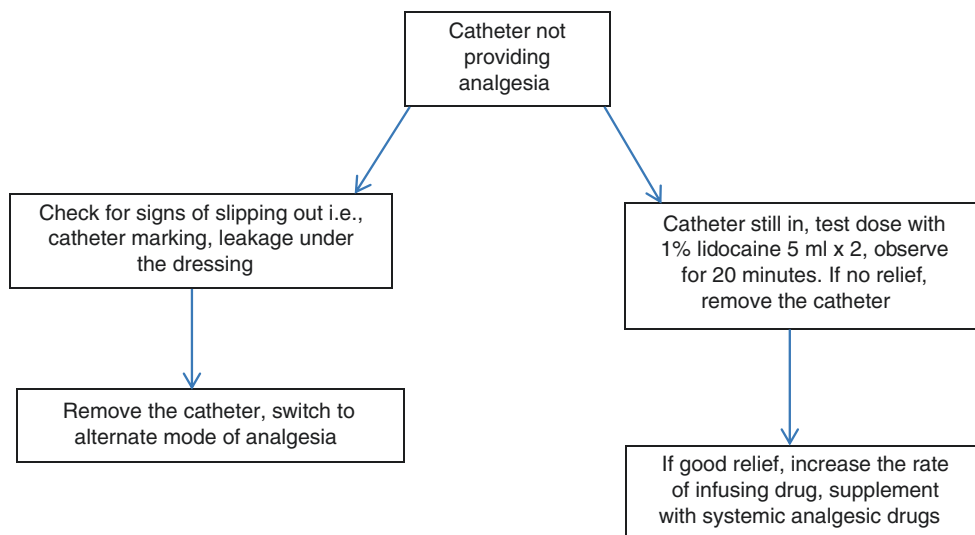 Catheter not
providing
analgesia
Check for signs of slipping out i.e.,
catheter marking, leakage under
the dressing
Catheter still in, test dose with
1% lidocaine 5 ml x 2, observe
for 20 minutes. If no relief,
remove the catheter
Remove the catheter, switch to
alternate mode of analgesia
If good relief, increase the rate
of infusing drug, supplement
with systemic analgesic drugs